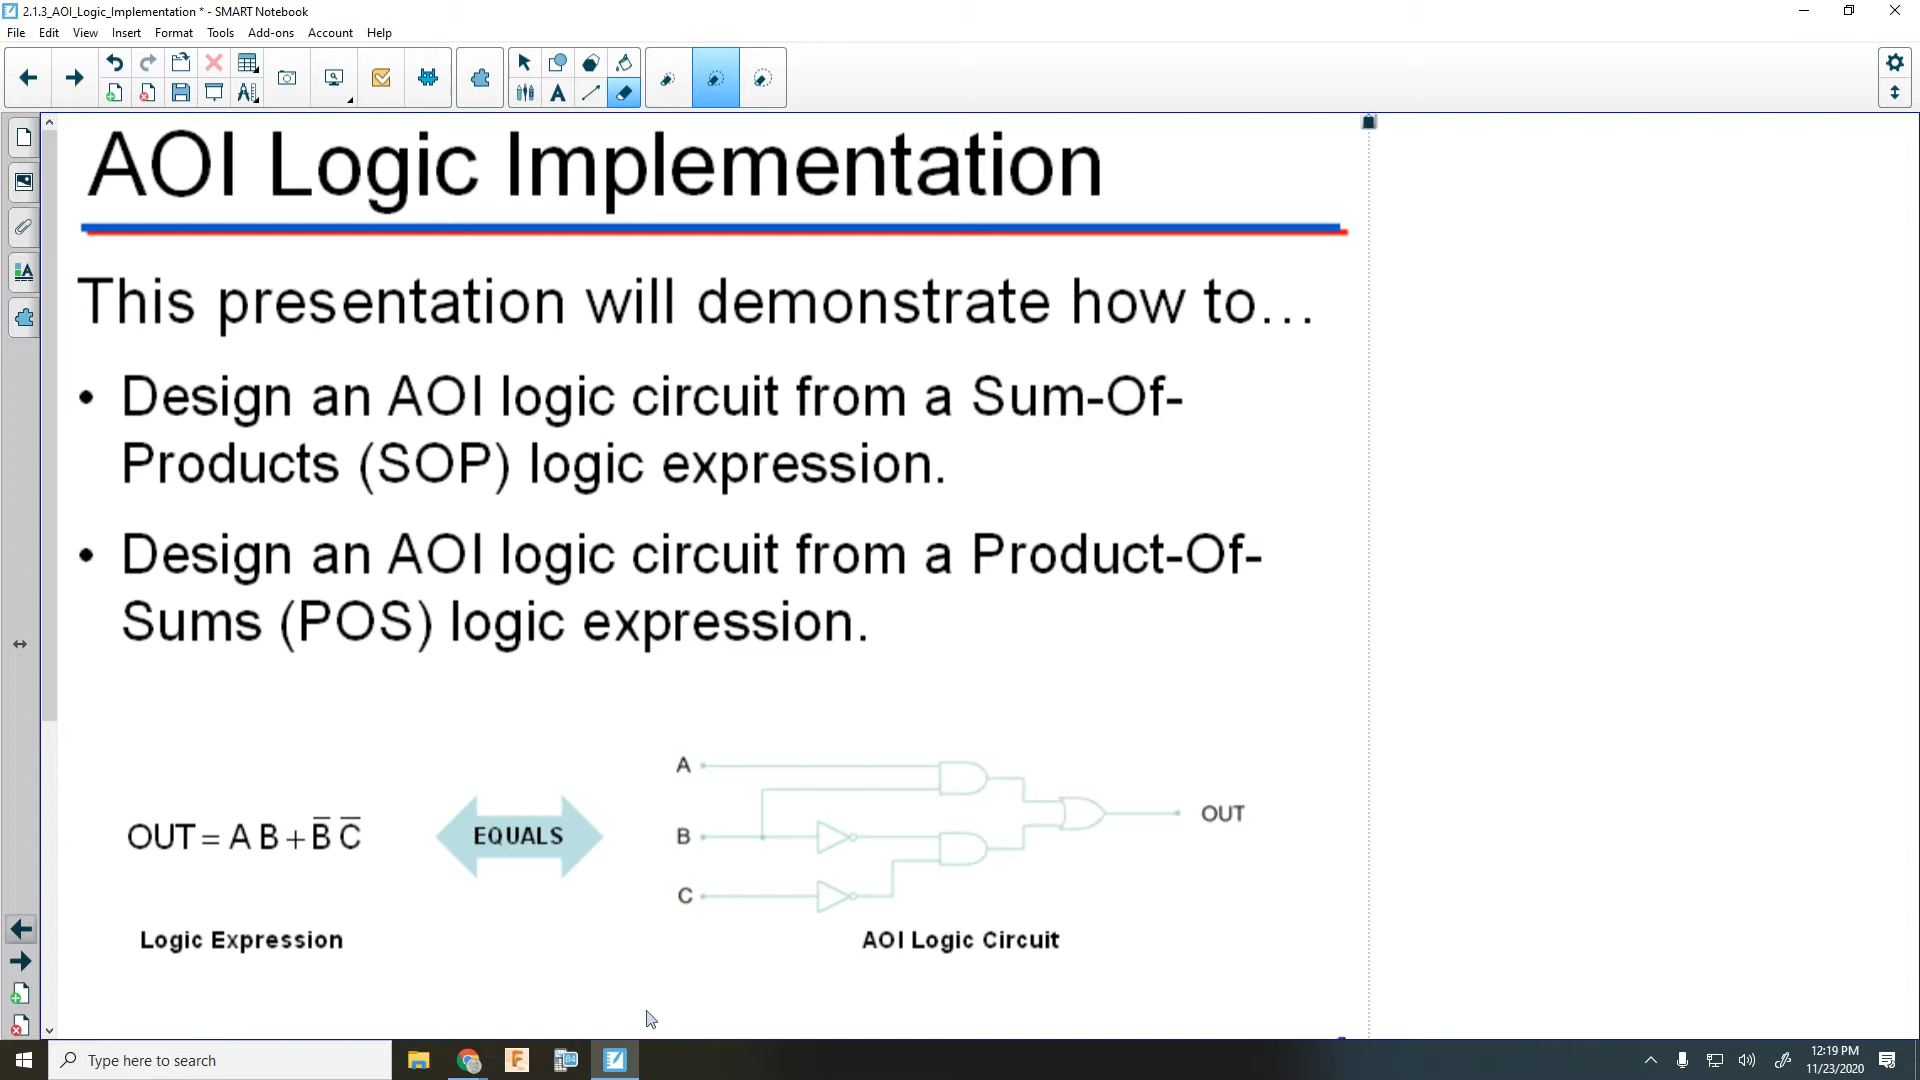 2.1.3_AOI_Logic_Implementation * - SMART Notebook
File Edit View Insert Format Tools Add-ons Account Help
AOI Logic Implementation
This presentation will demonstrate how to…
• Design an AOI logic circuit from a Sum-Of-
Products (SOP) logic expression.
• Design an AOI logic circuit from a Product-Of-
Sums (POS) logic expression.
OUT = A B + B̅ C̅
EQUALS
A
B
C
OUT
Logic Expression
AOI Logic Circuit
Type here to search
84
12:19 PM
11/23/2020